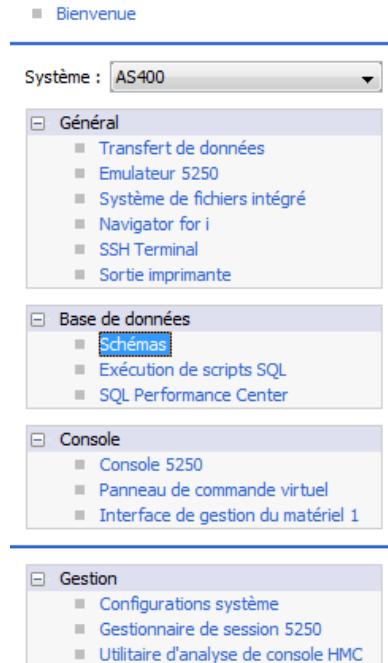 Bienvenue
Système : AS400
Général
Transfert de données
Emulateur 5250
Système de fichiers intégré
Navigator for i
SSH Terminal
Sortie imprimante
Base de données
Schémas
Exécution de scripts SQL
SQL Performance Center
Console
Console 5250
Panneau de commande virtuel
Interface de gestion du matériel 1
Gestion
Configurations système
Gestionnaire de session 5250
Utilitaire d'analyse de console HMC